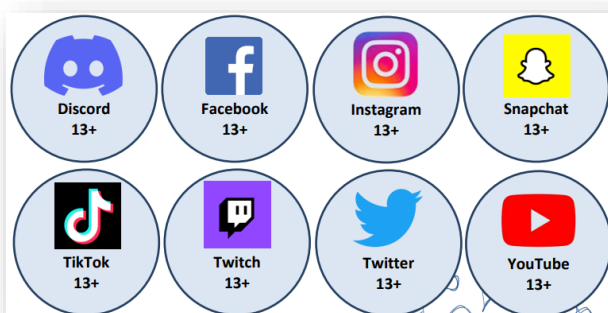 Discord
13+
Facebook
13+
Instagram
13+
Snapchat
13+
TikTok
13+
Twitch
13+
Twitter
13+
YouTube
13+